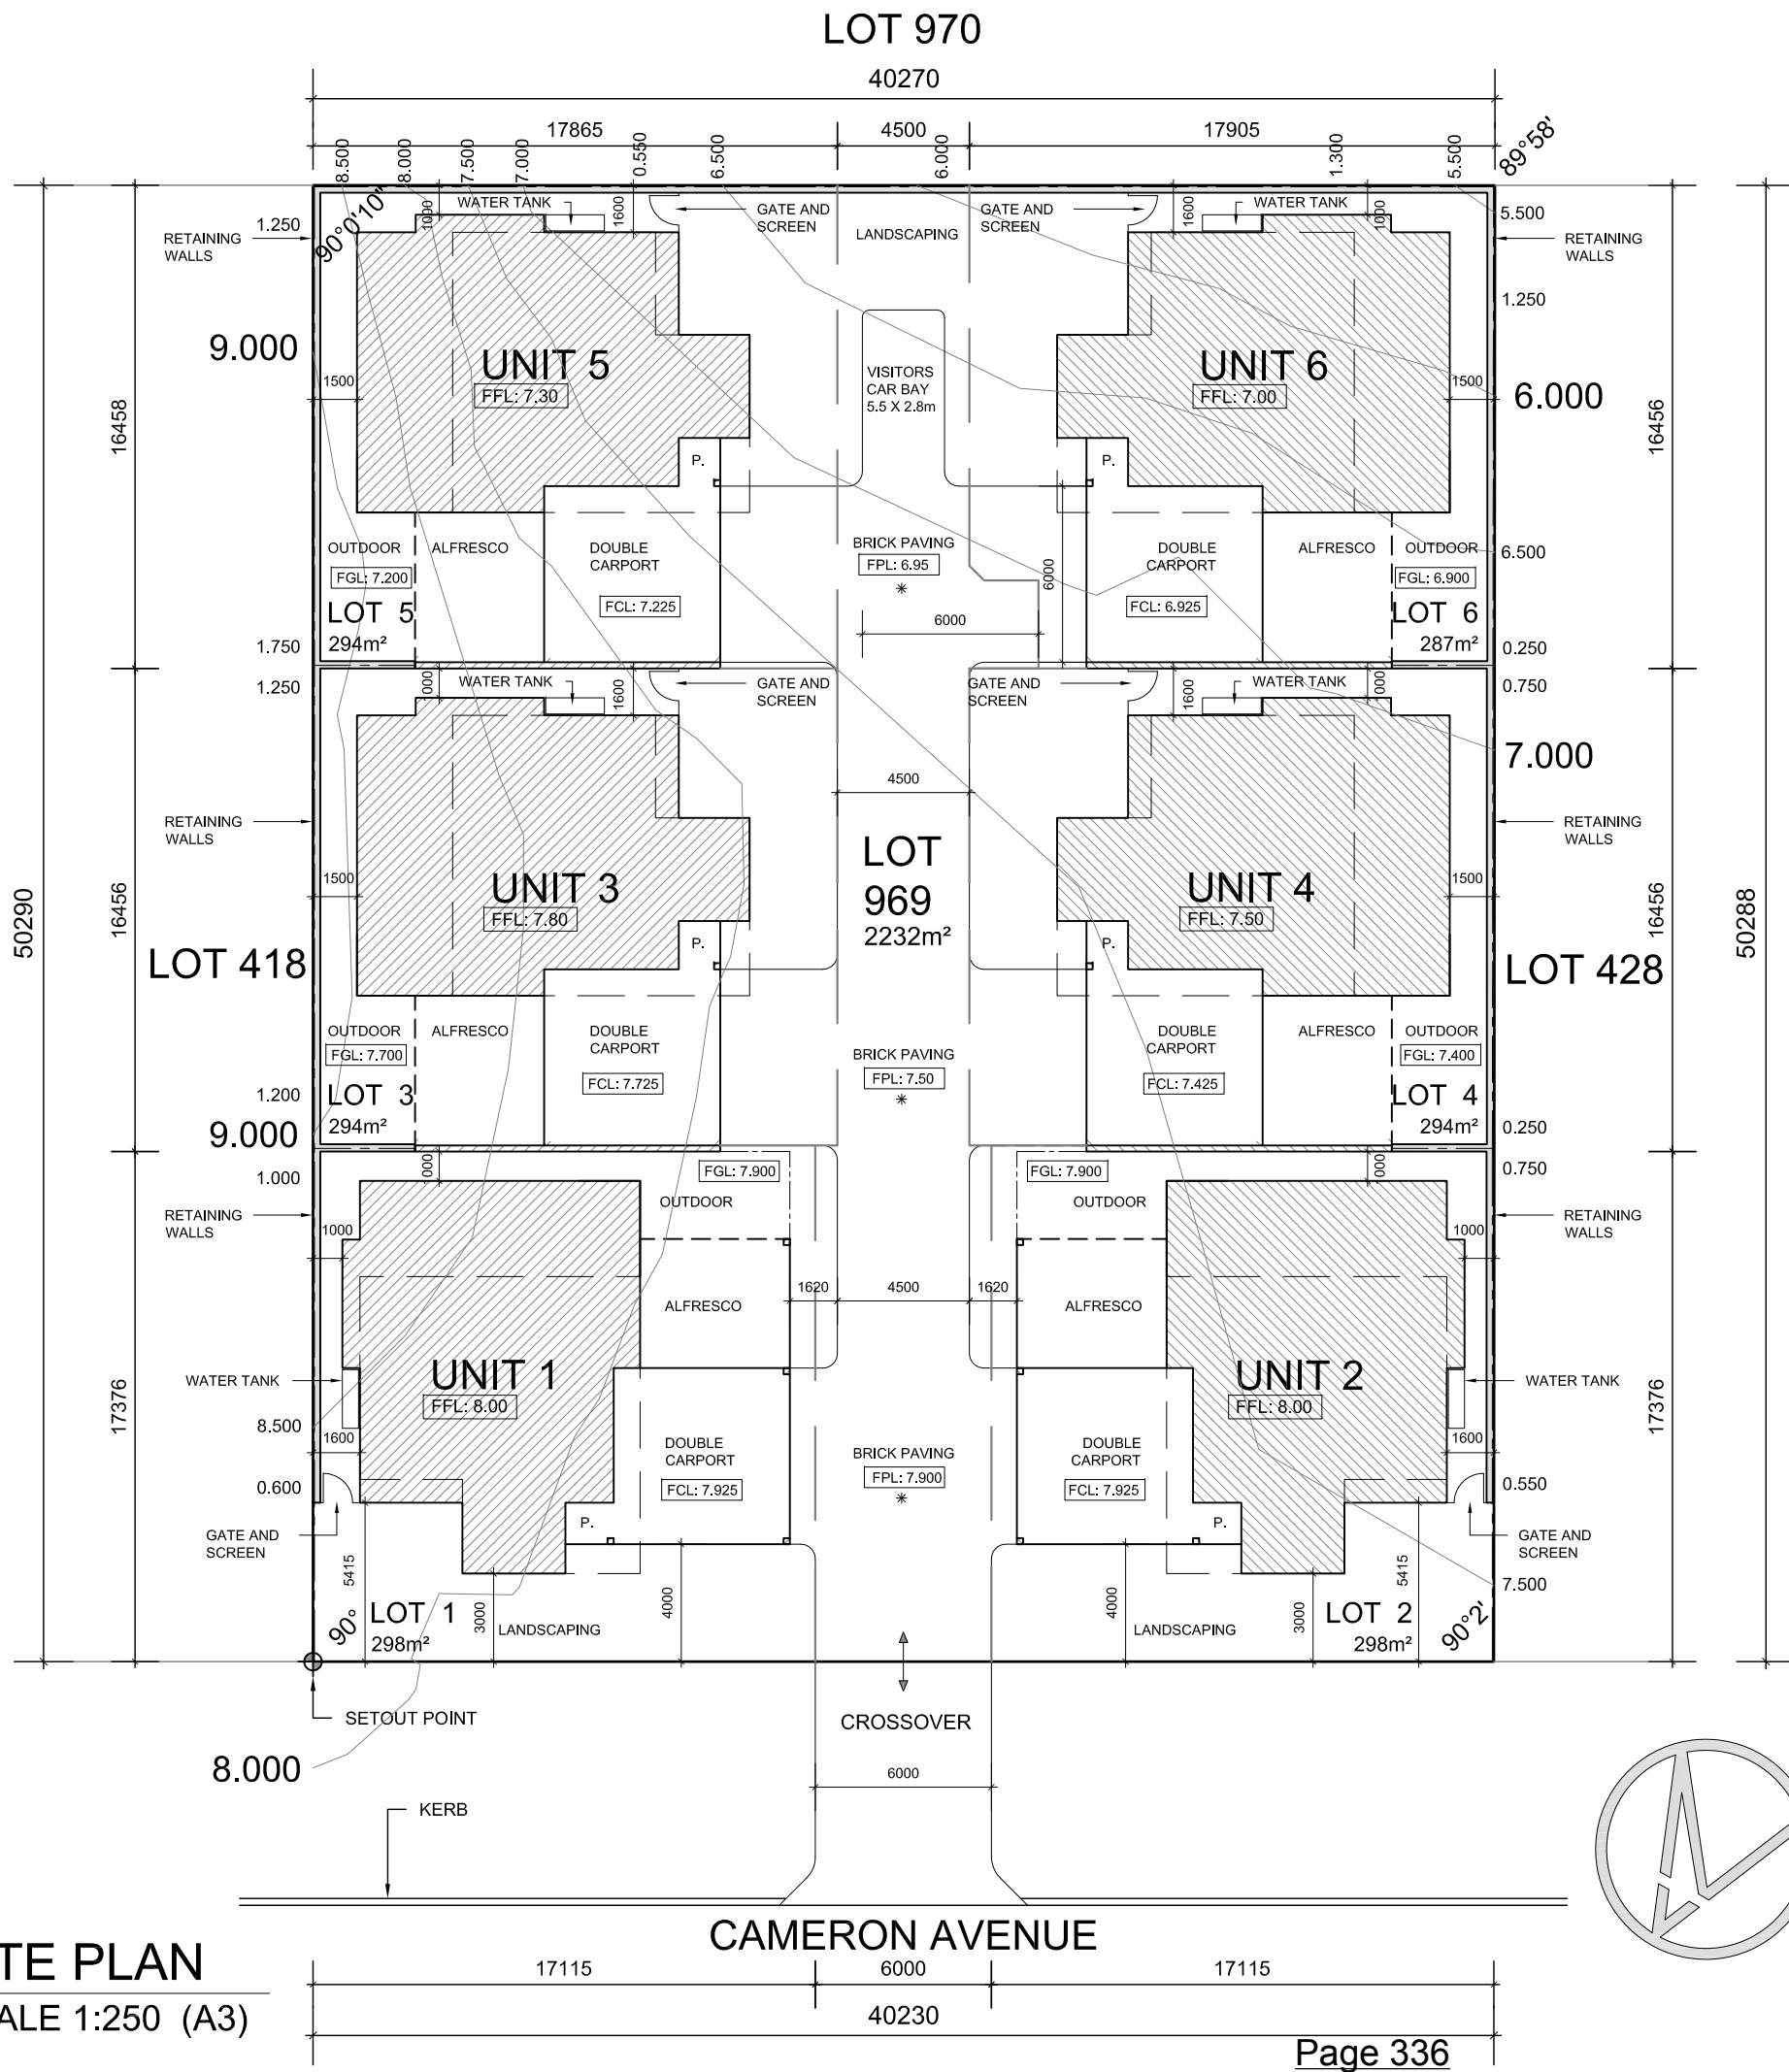 LOT 970
40270
17865
4500
17905
8.500
8.000
7.500
7.000
0.550
6.500
6.000
1.300
5.500
89°58'
90°0'10"
1.250
RETAINING
WALLS
1000
WATER TANK
1600
GATE AND
SCREEN
LANDSCAPING
GATE AND
SCREEN
1600
WATER TANK
1000
5.500
RETAINING
WALLS
1.250
9.000
UNIT 5
FFL: 7.30
1500
VISITORS
CAR BAY
5.5 X 2.8m
UNIT 6
FFL: 7.00
1500
6.000
16458
16456
P.
P.
OUTDOOR
ALFRESCO
DOUBLE
CARPORT
BRICK PAVING
FPL: 6.95
*
DOUBLE
CARPORT
ALFRESCO
OUTDOOR
6.500
FGL: 7.200
FCL: 7.225
6000
6000
FCL: 6.925
FGL: 6.900
LOT 5
294m²
LOT 6
287m²
1.750
0.250
1.250
0.750
1000
WATER TANK
1600
GATE AND
SCREEN
GATE AND
SCREEN
1600
WATER TANK
1000
7.000
4500
RETAINING
WALLS
RETAINING
WALLS
50290
16456
1500
UNIT 3
FFL: 7.80
LOT
969
2232m²
UNIT 4
FFL: 7.50
1500
16456
50288
LOT 418
P.
P.
LOT 428
OUTDOOR
ALFRESCO
DOUBLE
CARPORT
BRICK PAVING
FPL: 7.50
*
DOUBLE
CARPORT
ALFRESCO
OUTDOOR
FGL: 7.700
FCL: 7.725
FCL: 7.425
FGL: 7.400
1.200
LOT 3
294m²
LOT 4
294m²
9.000
0.250
1.000
0.750
1000
FGL: 7.900
OUTDOOR
FGL: 7.900
OUTDOOR
1000
RETAINING
WALLS
RETAINING
WALLS
1000
1000
1620
4500
1620
ALFRESCO
ALFRESCO
WATER TANK
UNIT 1
FFL: 8.00
UNIT 2
FFL: 8.00
WATER TANK
17376
17376
8.500
1600
DOUBLE
CARPORT
FCL: 7.925
BRICK PAVING
FPL: 7.900
*
DOUBLE
CARPORT
FCL: 7.925
1600
0.600
0.550
P.
P.
GATE AND
SCREEN
GATE AND
SCREEN
5415
3000
4000
4000
3000
5415
7.500
90°
LOT 1
298m²
LANDSCAPING
LANDSCAPING
LOT 2
298m²
90°2'
SETOUT POINT
CROSSOVER
8.000
6000
KERB
CAMERON AVENUE
TE PLAN
ALE 1:250 (A3)
17115
6000
17115
40230
Page 336